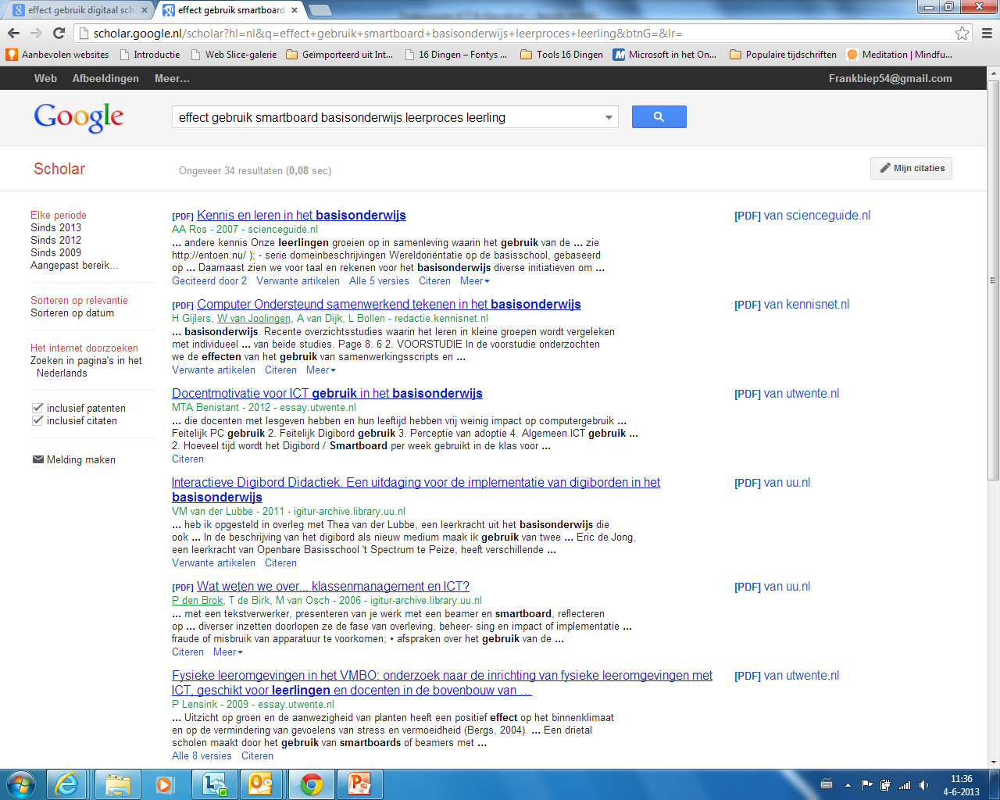 effect gebruik digitaal sch
effect gebruik smartboard
scholar.google.nl/scholar?hl=nl&q=effect+gebruik+smartboard+basisonderwijs+leerproces+leerling&btnG=&lr=
Aanbevolen websites Introductie Web Slice-galerie Geïmporteerd uit Int... 16 Dingen – Fontys ... Tools 16 Dingen Microsoft in het On... Populaire tijdschriften Meditation | Mindfu...
Web Afbeeldingen Meer... Frankbiep54@gmail.com
Google
effect gebruik smartboard basisonderwijs leerproces leerling
Scholar
Ongeveer 34 resultaten (0,08 sec)
Mijn citaties
Elke periode
Sinds 2013
Sinds 2012
Sinds 2009
Aangepast bereik...
Sorteren op relevantie
Sorteren op datum
Het internet doorzoeken
Zoeken in pagina's in het
Nederlands
inclusief patenten
inclusief citaten
Melding maken
[PDF] Kennis en leren in het basisonderwijs
[PDF] van scienceguide.nl
AA Ros - 2007 - scienceguide.nl
... andere kennis Onze leerlingen groeien op in samenleving waarin het gebruik van de ... zie
http://entoen.nu/ ); - serie domeinbeschrijvingen Wereldoriëntatie op de basisschool, gebaseerd
op ... Daarnaast zien we voor taal en rekenen voor het basisonderwijs diverse initiatieven om ...
Geciteerd door 2 Verwante artikelen Alle 5 versies Citeren Meer
[PDF] Computer Ondersteund samenwerkend tekenen in het basisonderwijs
[PDF] van kennisnet.nl
H Gijlers, W van Joolingen, A van Dijk, L Bollen - redactie.kennisnet.nl
... basisonderwijs. Recente overzichtsstudies waarin het leren in kleine groepen wordt vergeleken
met individueel ... van beide studies. Page 8. 6 2. VOORSTUDIE In de voorstudie onderzochten
we de effecten van het gebruik van samenwerkingsscripts en ...
Verwante artikelen Citeren Meer
Docentmotivatie voor ICT gebruik in het basisonderwijs
[PDF] van utwente.nl
MTA Benistant - 2012 - essay.utwente.nl
... die docenten met lesgeven hebben en hun leeftijd hebben vrij weinig impact op computergebruik ...
Feitelijk PC gebruik 2. Feitelijk Digibord gebruik 3. Perceptie van adoptie 4. Algemeen ICT gebruik ...
2. Hoeveel tijd wordt het Digibord / Smartboard per week gebruikt in de klas voor ...
Citeren
Interactieve Digibord Didactiek. Een uitdaging voor de implementatie van digiborden in het
basisonderwijs
[PDF] van uu.nl
VM van der Lubbe - 2011 - igitur-archive.library.uu.nl
... heb ik opgesteld in overleg met Thea van der Lubbe, een leerkracht uit het basisonderwijs die
ook ... In de beschrijving van het digibord als nieuw medium maak ik gebruik van twee ... Eric de Jong,
een leerkracht van Openbare Basisschool 't Spectrum te Peize, heeft verschillende ...
Verwante artikelen Citeren
[PDF] Wat weten we over... klassenmanagement en ICT?
[PDF] van uu.nl
P den Brok, T de Birk, M van Osch - 2006 - igitur-archive.library.uu.nl
... met een tekstverwerker, presenteren van je werk met een beamer en smartboard, reflecteren
op ... diverser inzetten doorlopen ze de fase van overleving, beheer- sing en impact of implementatie ...
fraude of misbruik van apparatuur te voorkomen; • afspraken over het gebruik van de ...
Citeren Meer
Fysieke leeromgevingen in het VMBO: onderzoek naar de inrichting van fysieke leeromgevingen met
ICT, geschikt voor leerlingen en docenten in de bovenbouw van ...
[PDF] van utwente.nl
P Lensink - 2009 - essay.utwente.nl
... Uitzicht op groen en de aanwezigheid van planten heeft een positief effect op het binnenklimaat
en op de vermindering van gevoelens van stress en vermoeidheid (Bergs, 2004). ... Een drietal
scholen maakt door het gebruik van smartboards of beamers met ...
Alle 8 versies Citeren
11:36
4-6-2013